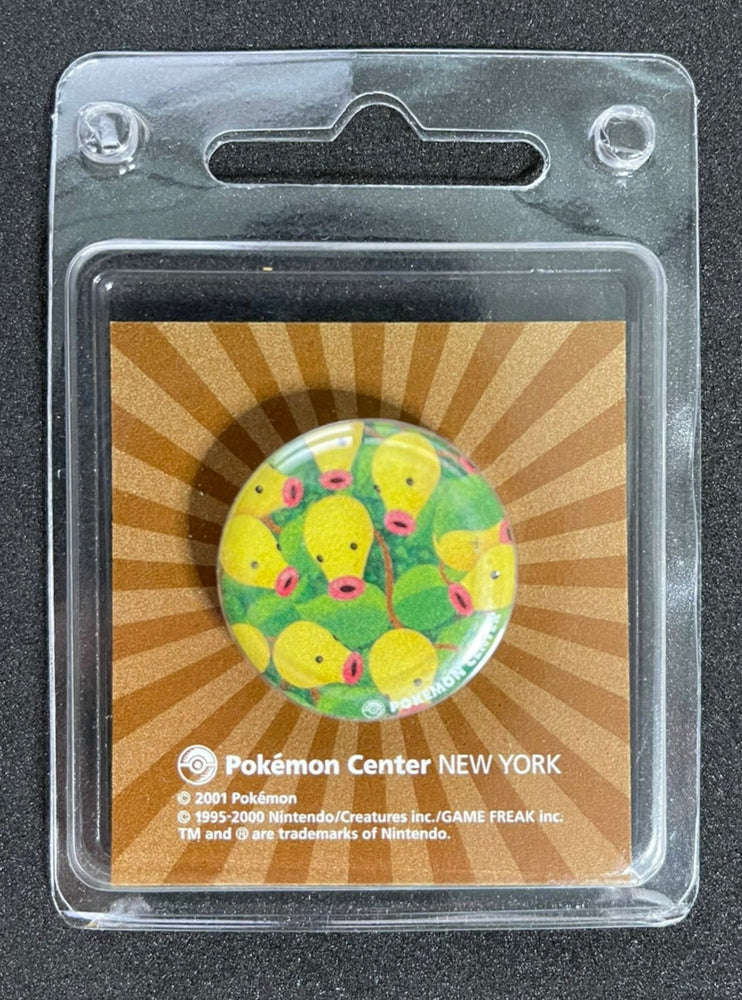 POKÉMON CENTER
Pokémon Center NEW YORK
© 2001 Pokémon
© 1995-2000 Nintendo/Creatures inc./GAME FREAK inc.
TM and ® are trademarks of Nintendo.